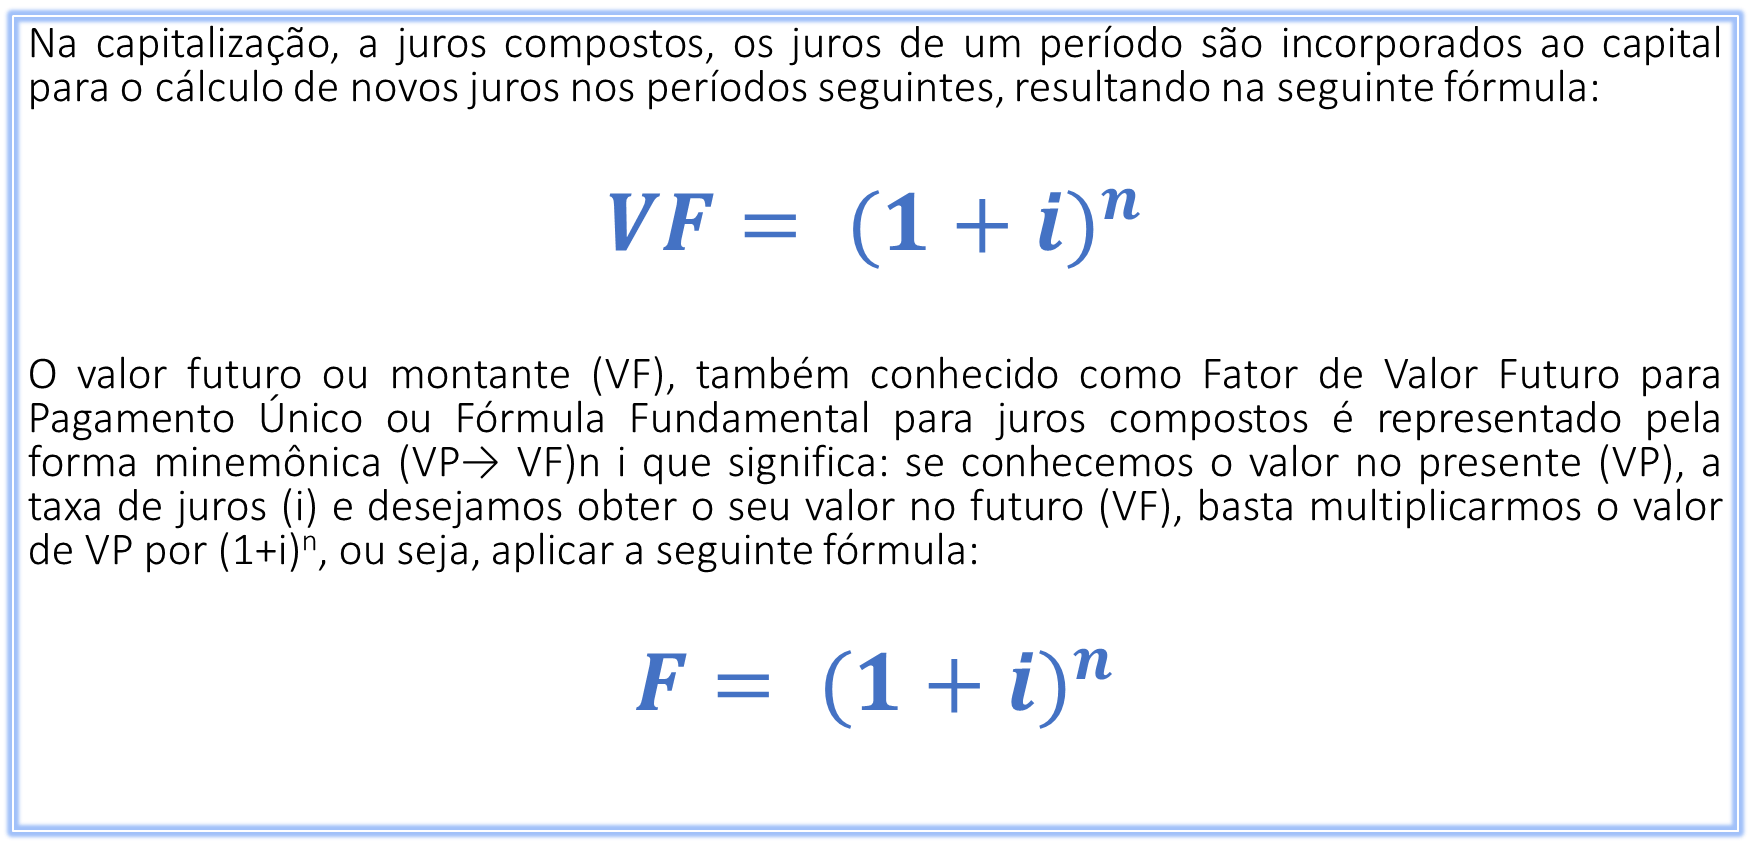 Na capitalização, a juros compostos, os juros de um período são incorporados ao capital
para o cálculo de novos juros nos períodos seguintes, resultando na seguinte fórmula:
VF = (1 + i)ⁿ
O valor futuro ou montante (VF), também conhecido como Fator de Valor Futuro para
Pagamento Único ou Fórmula Fundamental para juros compostos é representado pela
forma minemônica (VP→ VF)n i que significa: se conhecemos o valor no presente (VP), a
taxa de juros (i) e desejamos obter o seu valor no futuro (VF), basta multiplicarmos o valor
de VP por (1+i)ⁿ, ou seja, aplicar a seguinte fórmula:
F = (1 + i)ⁿ